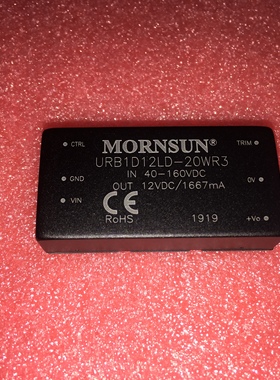 CTRL
TRIM
MORNSUN®
URB1D12LD-20WR3
IN 40-160VDC
GND
0V
OUT 12VDC/1667mA
VIN
CE
RoHS
1919
+Vo